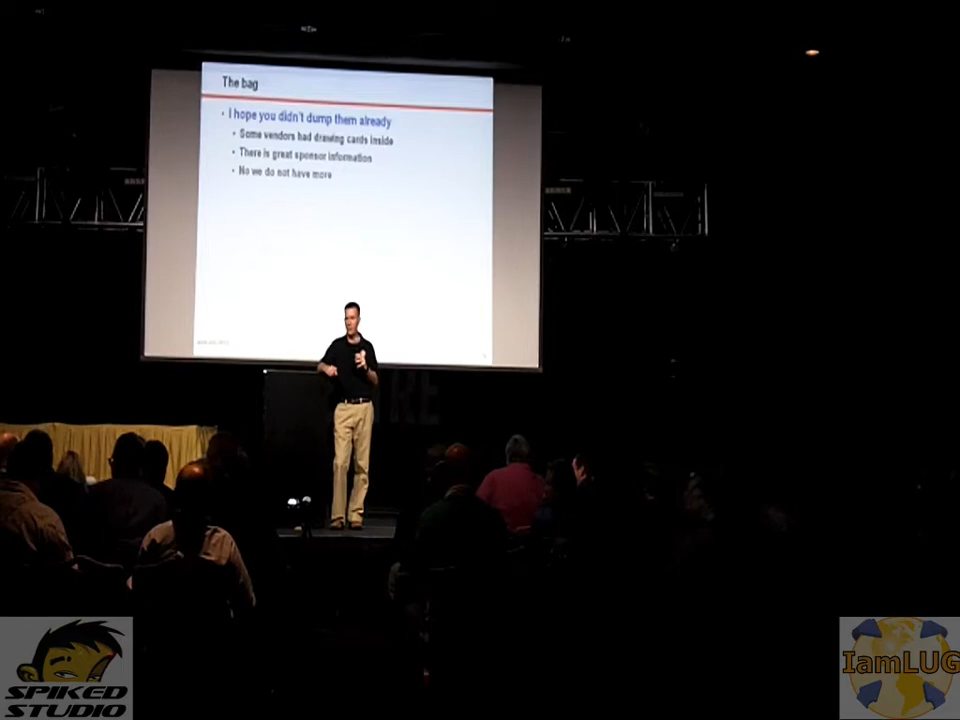 The bag
• I hope you didn't dump them already
• Some vendors had drawing cards inside
• There is great sponsor information
• No we do not have more
RE
SPIKED
STUDIO
IamLUG